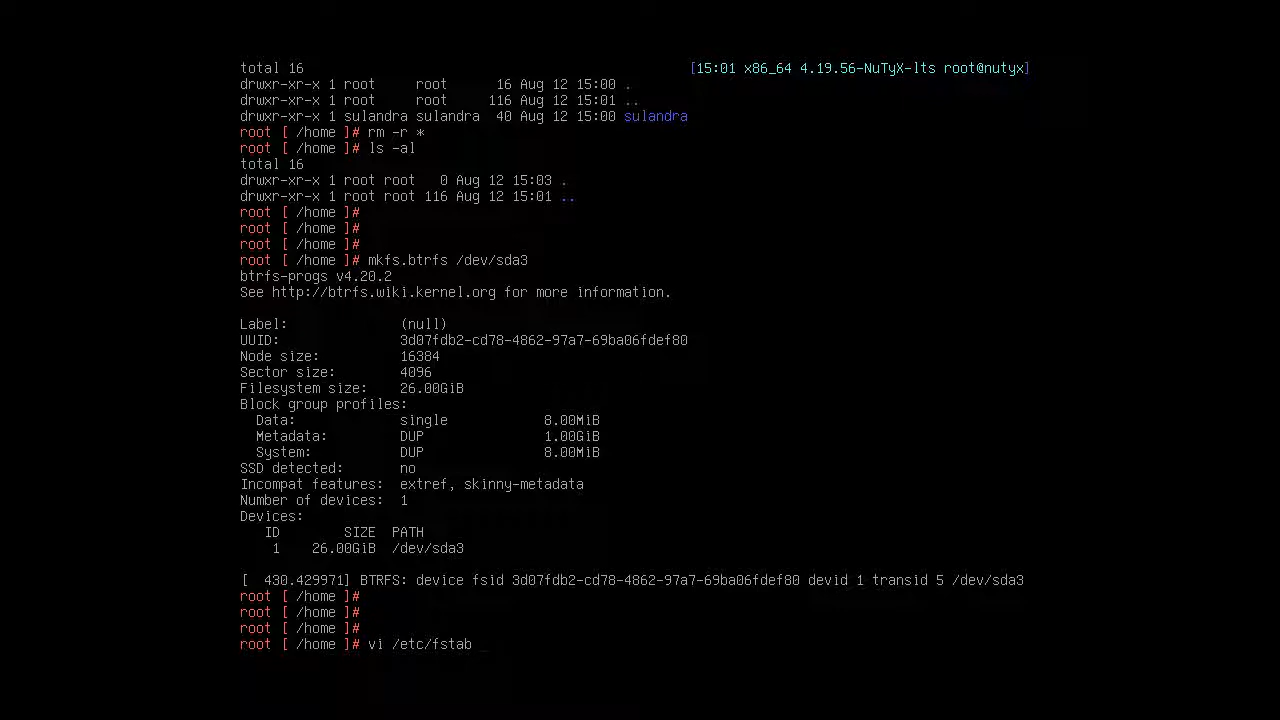 total 16 [15:01 x86_64 4.19.56-NuTyX-lts root@nutyx]
drwxr-xr-x 1 root     root      16 Aug 12 15:00 .
drwxr-xr-x 1 root     root     116 Aug 12 15:01 ..
drwxr-xr-x 1 sulandra sulandra  40 Aug 12 15:00 sulandra
root [ /home ]# rm -r *
root [ /home ]# ls -al
total 16
drwxr-xr-x 1 root root   0 Aug 12 15:03 .
drwxr-xr-x 1 root root 116 Aug 12 15:01 ..
root [ /home ]#
root [ /home ]#
root [ /home ]#
root [ /home ]# mkfs.btrfs /dev/sda3
btrfs-progs v4.20.2
See http://btrfs.wiki.kernel.org for more information.

Label:              (null)
UUID:               3d07fdb2-cd78-4862-97a7-69ba06fdef80
Node size:          16384
Sector size:        4096
Filesystem size:    26.00GiB
Block group profiles:
  Data:             single            8.00MiB
  Metadata:         DUP               1.00GiB
  System:           DUP               8.00MiB
SSD detected:       no
Incompat features:  extref, skinny-metadata
Number of devices:  1
Devices:
   ID        SIZE  PATH
    1    26.00GiB  /dev/sda3

[  430.429971] BTRFS: device fsid 3d07fdb2-cd78-4862-97a7-69ba06fdef80 devid 1 transid 5 /dev/sda3
root [ /home ]#
root [ /home ]#
root [ /home ]#
root [ /home ]# vi /etc/fstab _